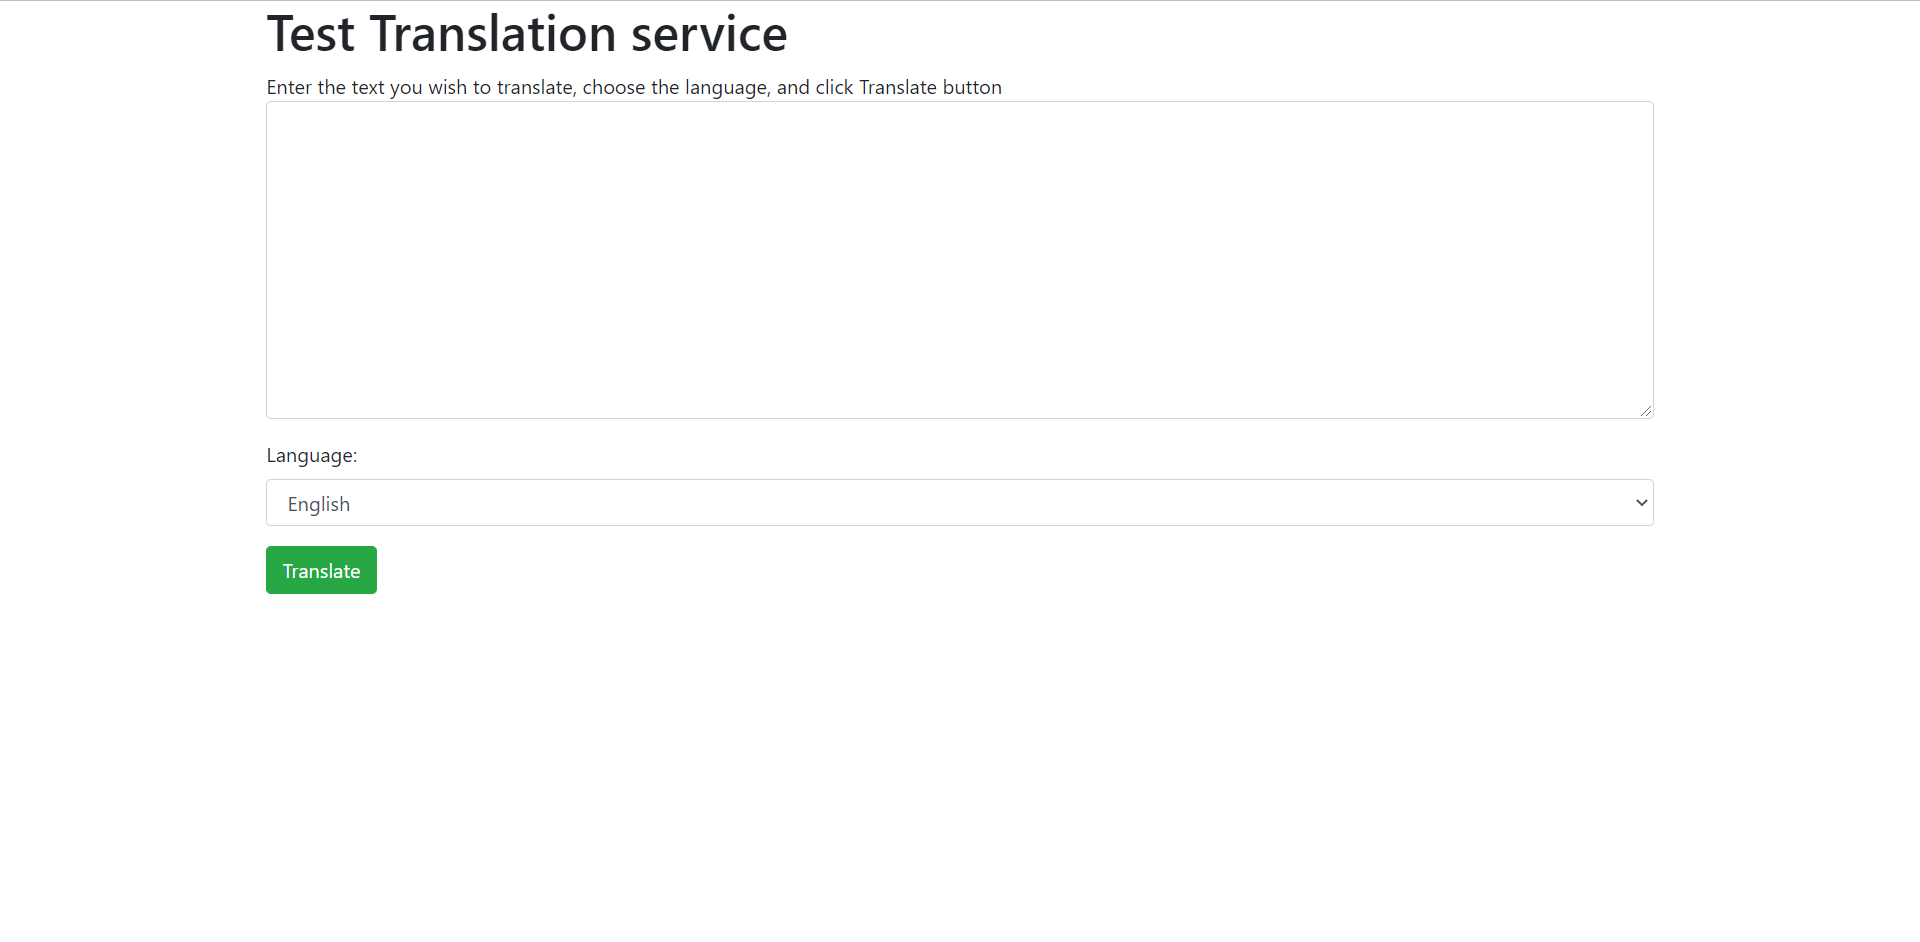 Test Translation service
Enter the text you wish to translate, choose the language, and click Translate button
Language:
English
Translate